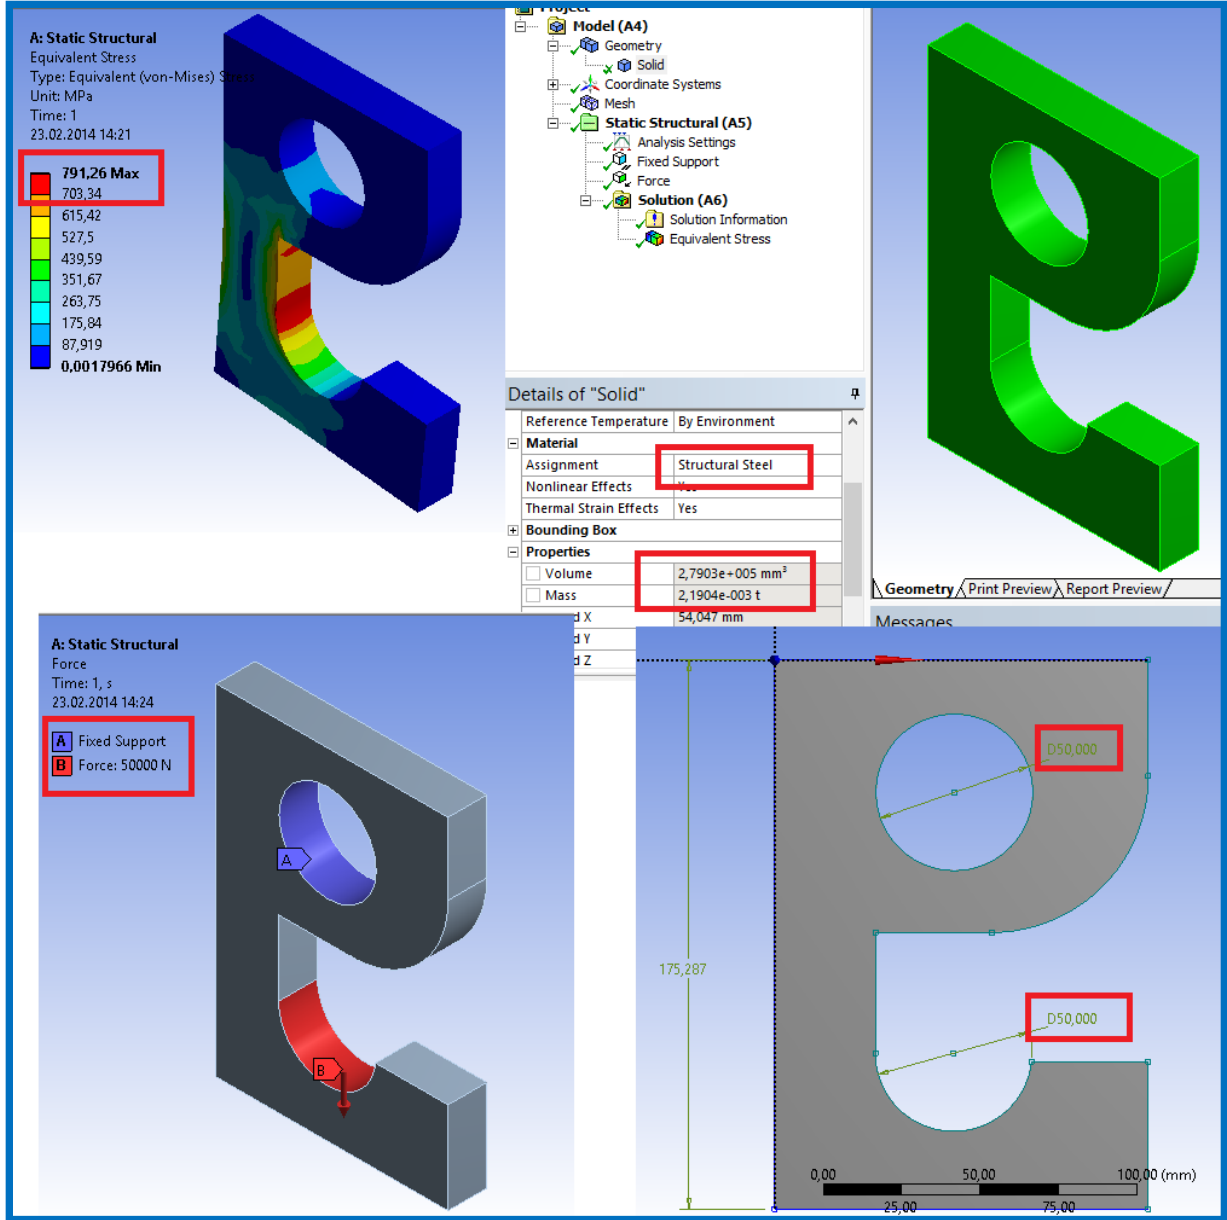 A: Static Structural
Equivalent Stress
Type: Equivalent (von-Mises) Stress
Unit: MPa
Time: 1
23.02.2014 14:21
791,26 Max
703,34
615,42
527,5
439,59
351,67
263,75
175,84
87,919
0,0017966 Min
Project
Model (A4)
Geometry
Solid
Coordinate Systems
Mesh
Static Structural (A5)
Analysis Settings
Fixed Support
Force
Solution (A6)
Solution Information
Equivalent Stress
Details of "Solid"
Reference Temperature By Environment
Material
Assignment Structural Steel
Nonlinear Effects Yes
Thermal Strain Effects Yes
Bounding Box
Properties
Volume 2,7903e+005 mm³
Mass 2,1904e-003 t
d X 54,047 mm
d Y
d Z
Geometry Print Preview Report Preview
Messages
A: Static Structural
Force
Time: 1, s
23.02.2014 14:24
A Fixed Support
B Force: 50000 N
A
B
D50,000
175,287
D50,000
0,00 50,00 100,00 (mm)
25,00 75,00